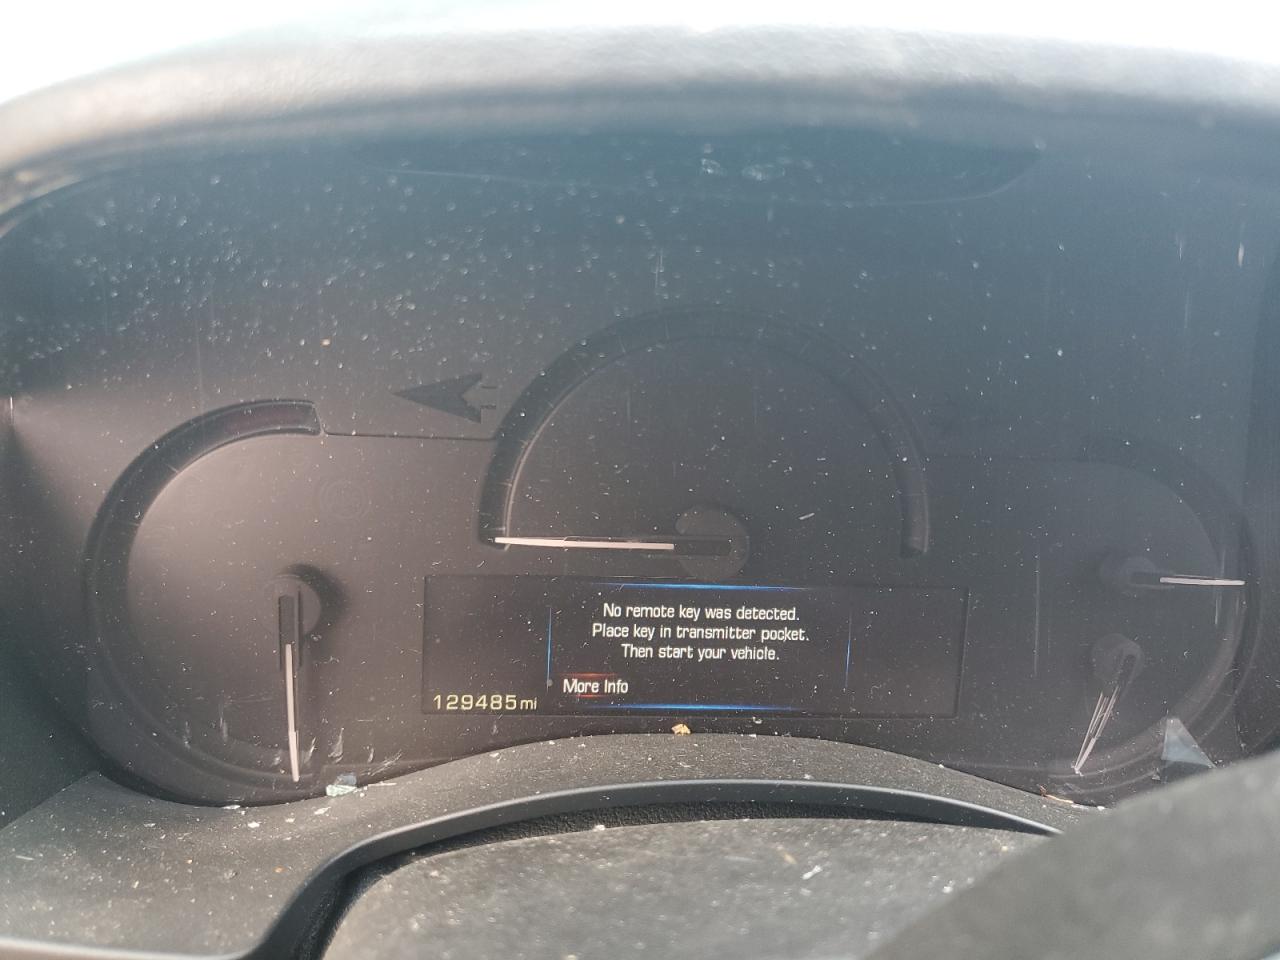 No remote key was detected.
Place key in transmitter pocket.
Then start your vehicle.
More Info
129485mi